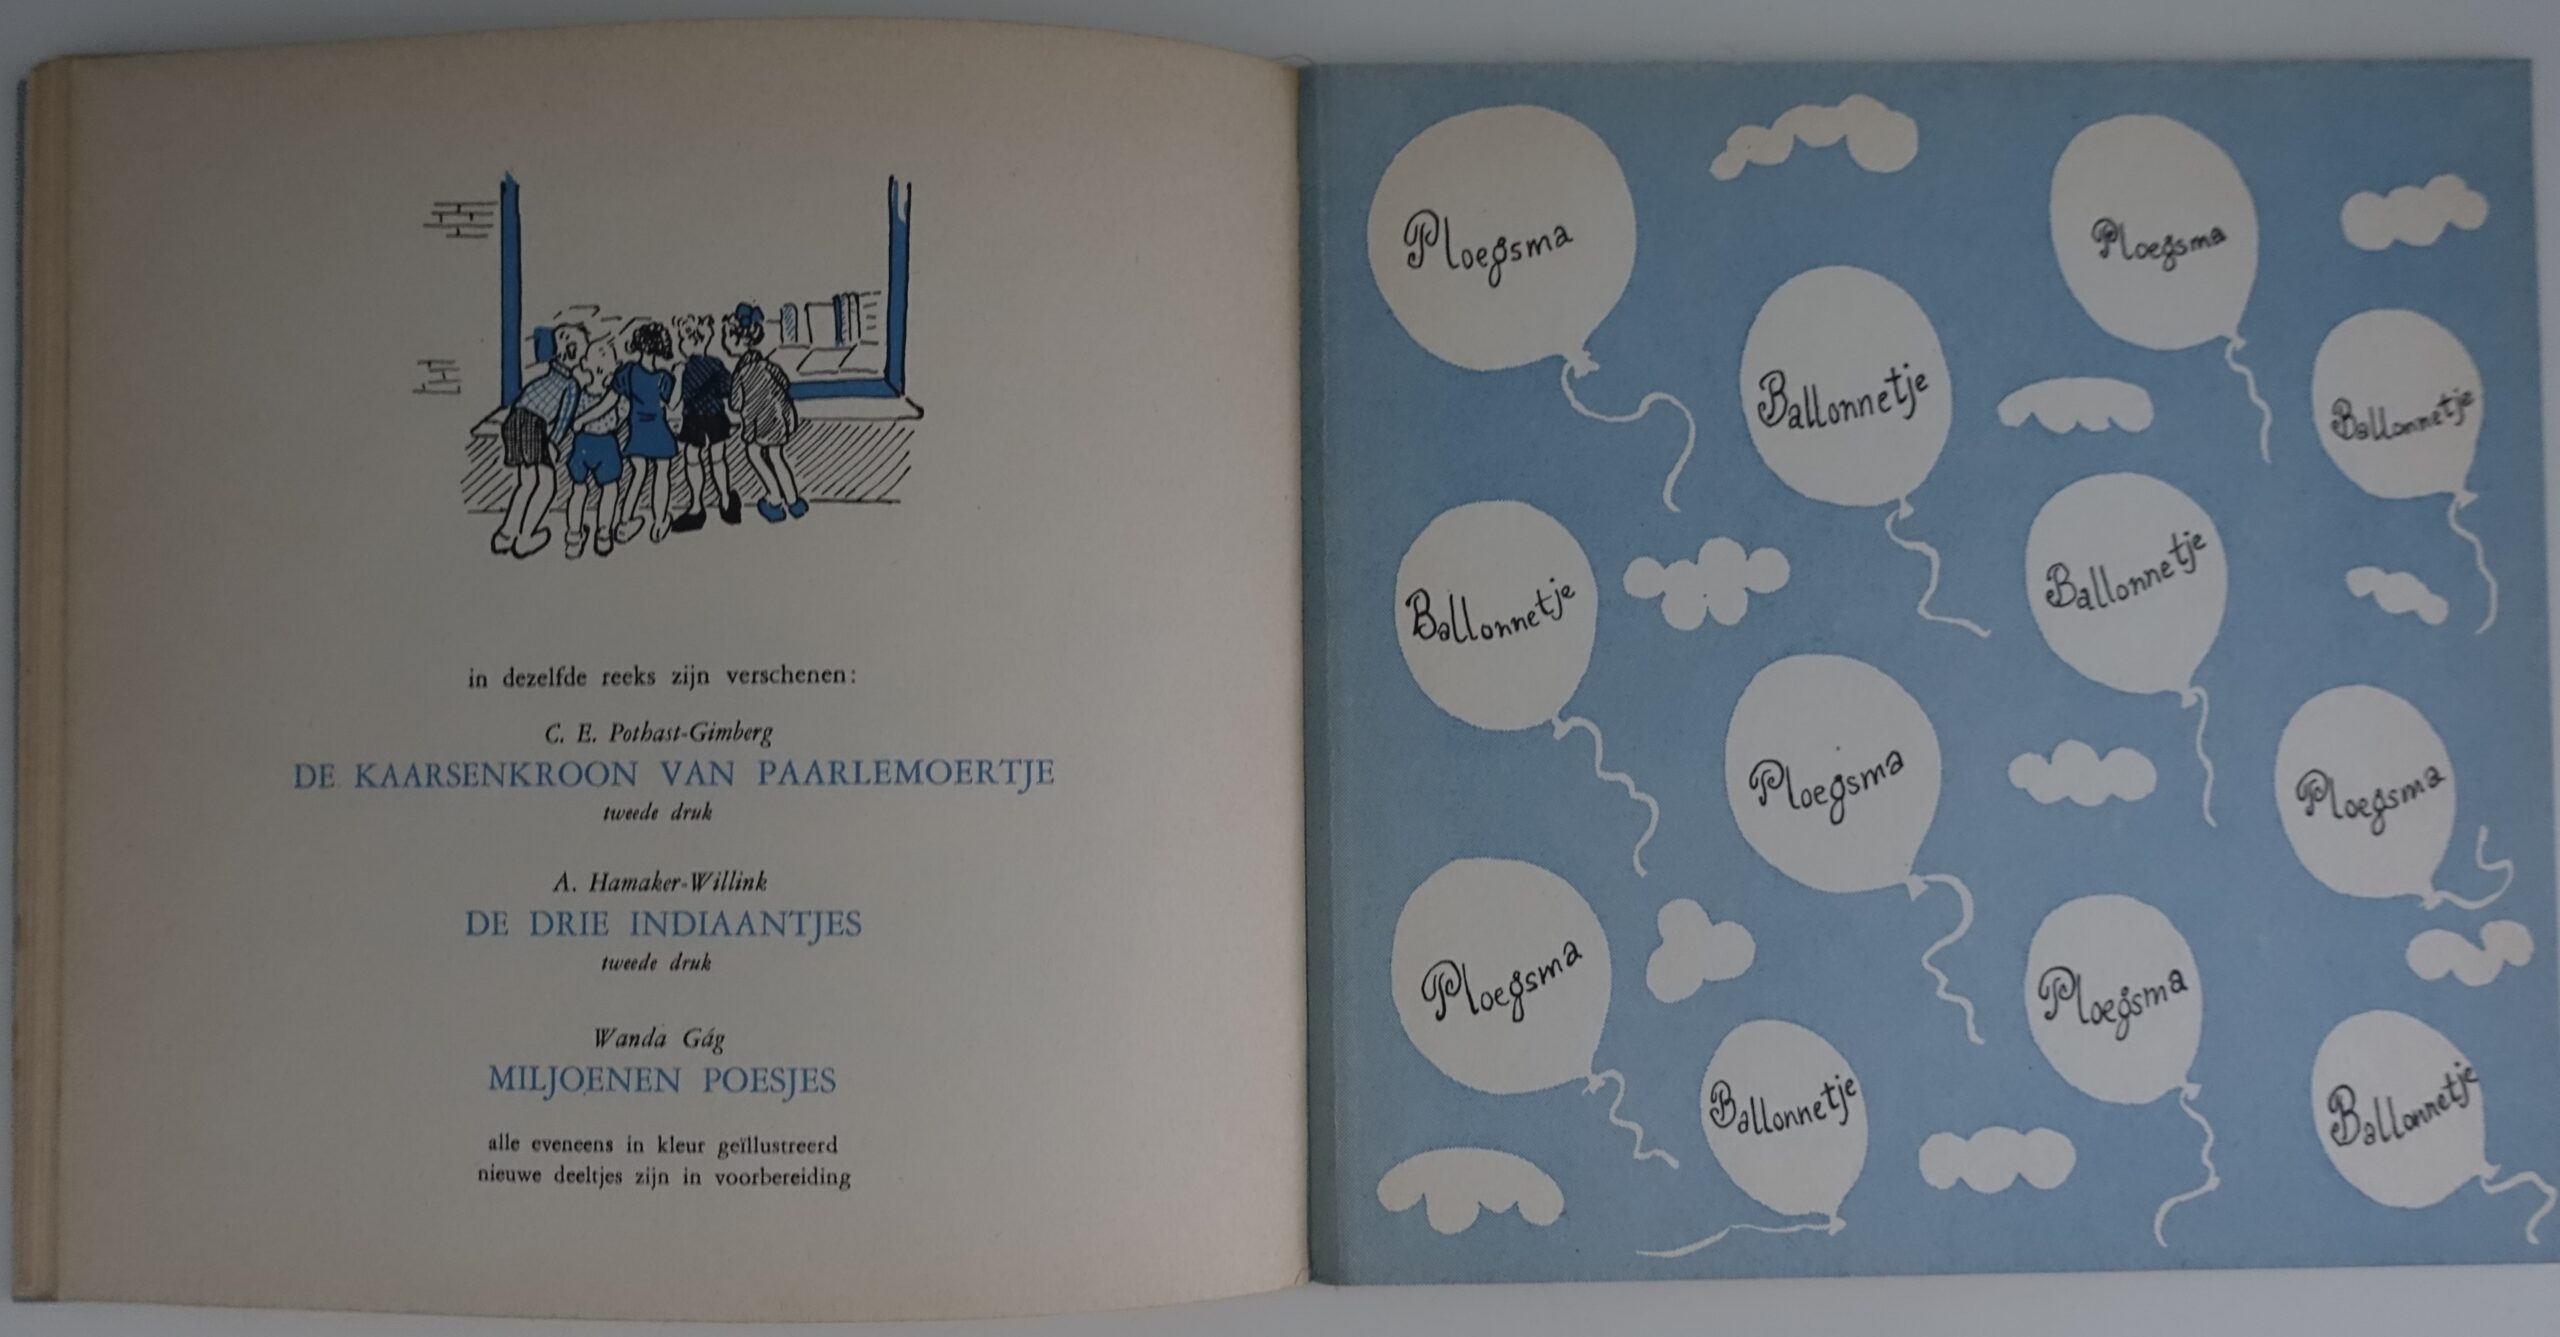 in dezelfde reeks zijn verschenen:
C. E. Pothast-Gimberg
DE KAARSENKROON VAN PAARLEMOERTJE
tweede druk
A. Hamaker-Willink
DE DRIE INDIAANTJES
tweede druk
Wanda Gág
MILJOENEN POESJES
alle eveneens in kleur geïllustreerd
nieuwe deeltjes zijn in voorbereiding
Ploegsma
Ploegsma
Ballonnetje
Ballonnetje
Ballonnetje
Ballonnetje
Ploegsma
Ploegsma
Ploegsma
Ploegsma
Ballonnetje
Ballonnetje